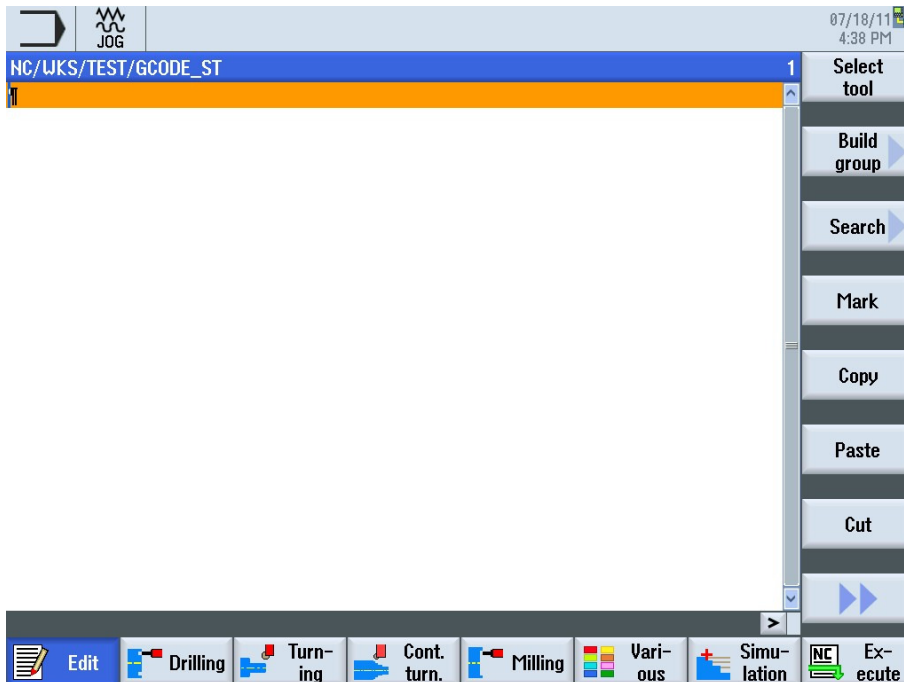 JOG
07/18/11
4:38 PM
NC/WKS/TEST/GCODE_ST 1
¶
Select
tool
Build
group
Search
Mark
Copy
Paste
Cut
>
Edit
Drilling
Turn-
ing
Cont.
turn.
Milling
Vari-
ous
Simu-
lation
NC
Ex-
ecute